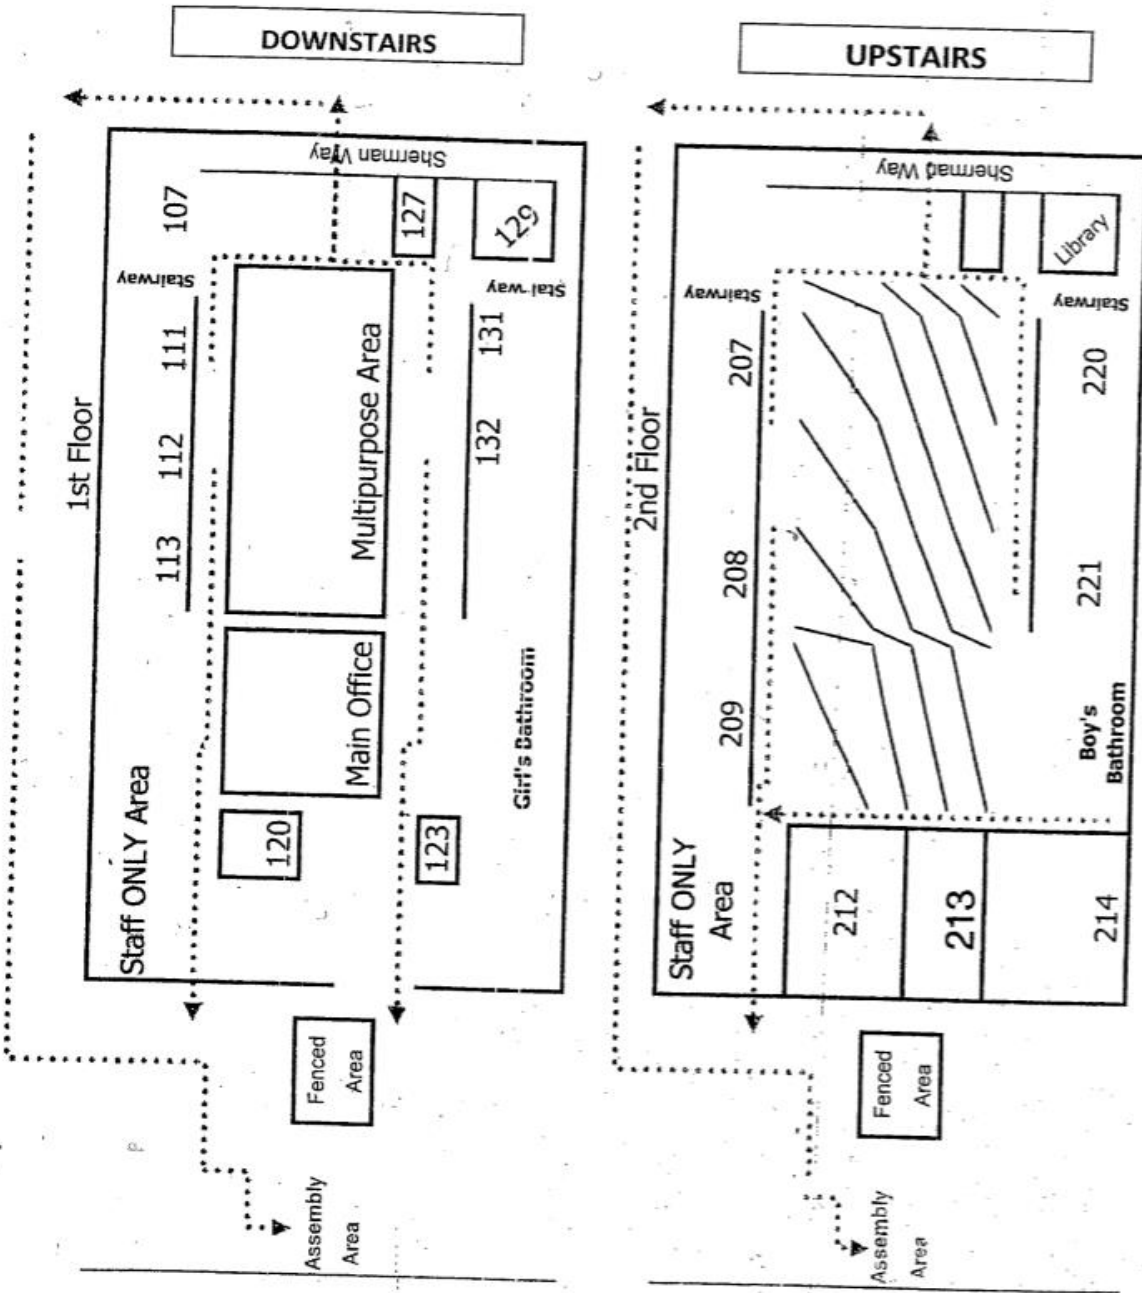 DOWNSTAIRS
1st Floor
Sherman Way
107
127
129
Stairway
Stairway
111
131
112
132
113
Multipurpose Area
Main Office
Girl's Bathroom
Staff ONLY Area
120
123
Fenced
Area
Assembly
Area
UPSTAIRS
2nd Floor
Sherman Way
Library
Stairway
Stairway
207
220
208
221
209
Boy's
Bathroom
Staff ONLY
Area
212
213
214
Fenced
Area
Assembly
Area